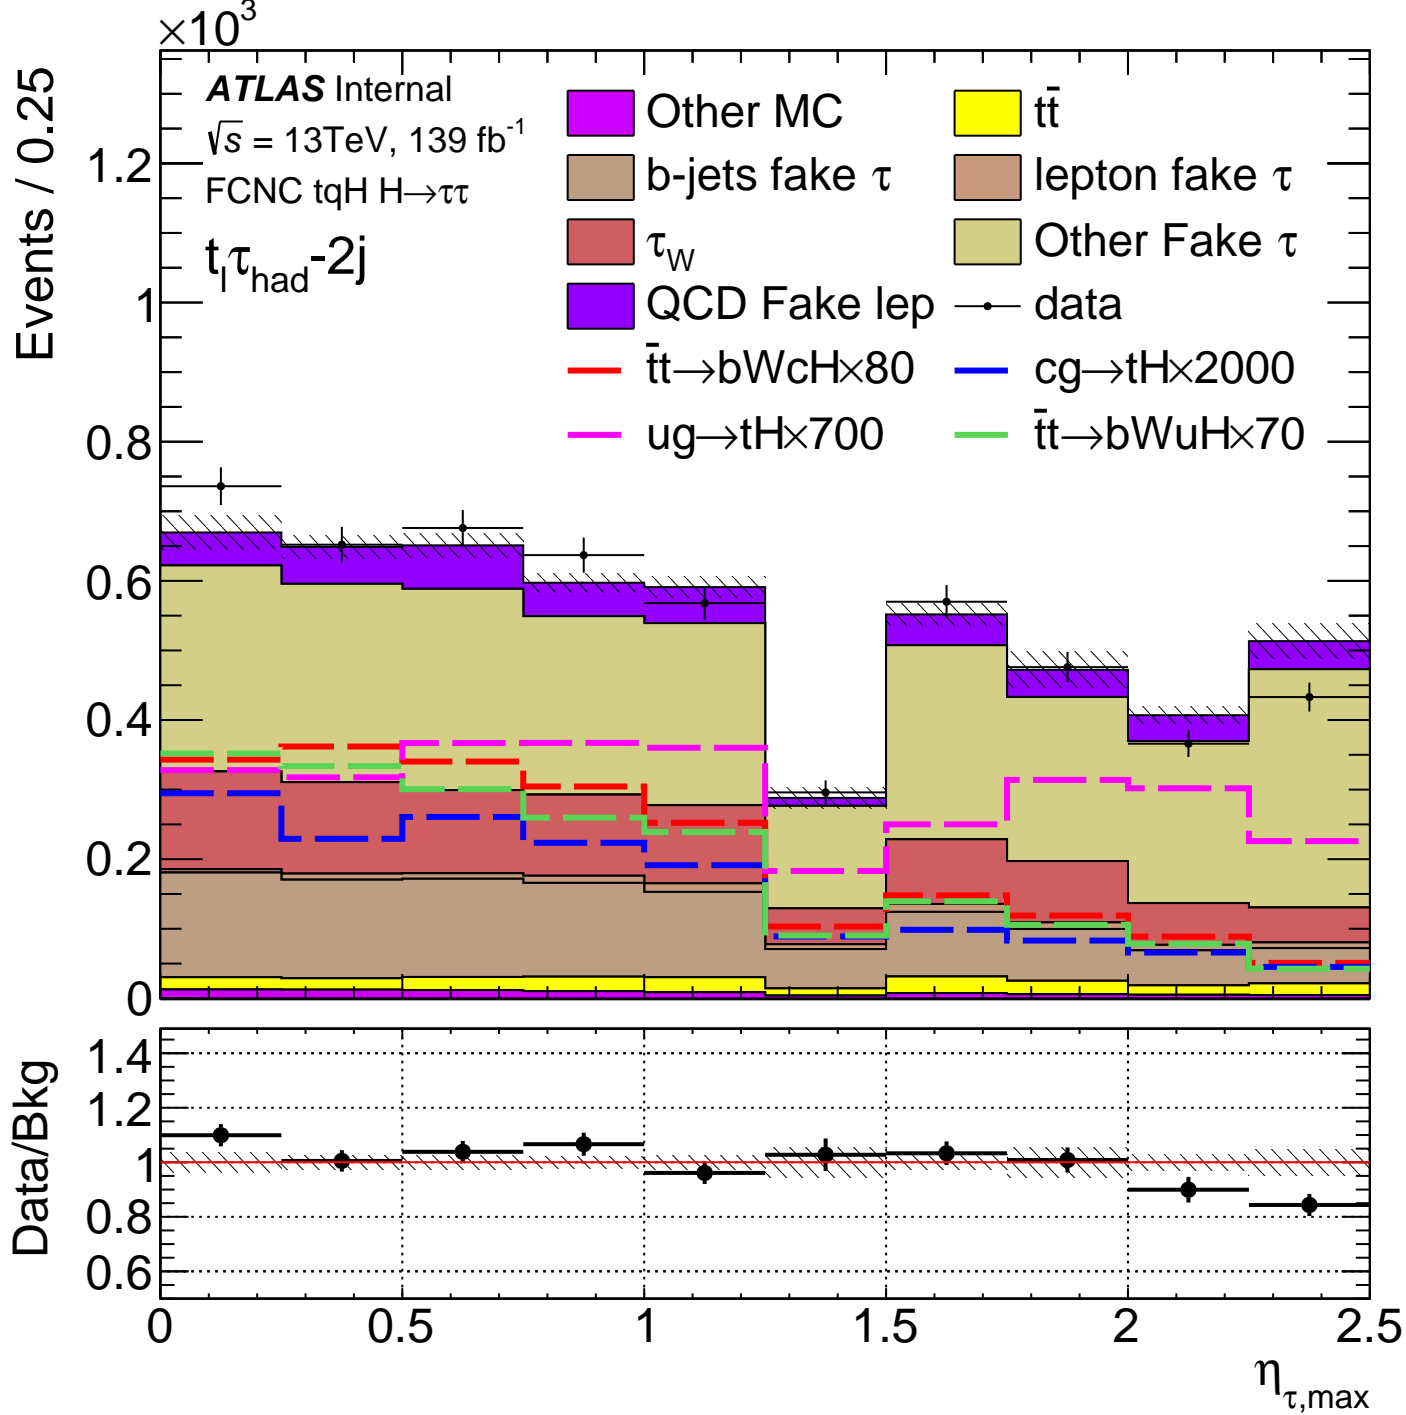 ×10³
Events / 0.25
ATLAS Internal
√s = 13TeV, 139 fb⁻¹
FCNC tqH H→ττ
tₗτ_had-2j
Other MC
tt̄
b-jets fake τ
lepton fake τ
τ_W
Other Fake τ
QCD Fake lep
data
t̄t→bWcH×80
cg→tH×2000
ug→tH×700
t̄t→bWuH×70
1.2
1
0.8
0.6
0.4
0.2
0
Data/Bkg
1.4
1.2
1
0.8
0.6
0 0.5 1 1.5 2 2.5
η_τ,max